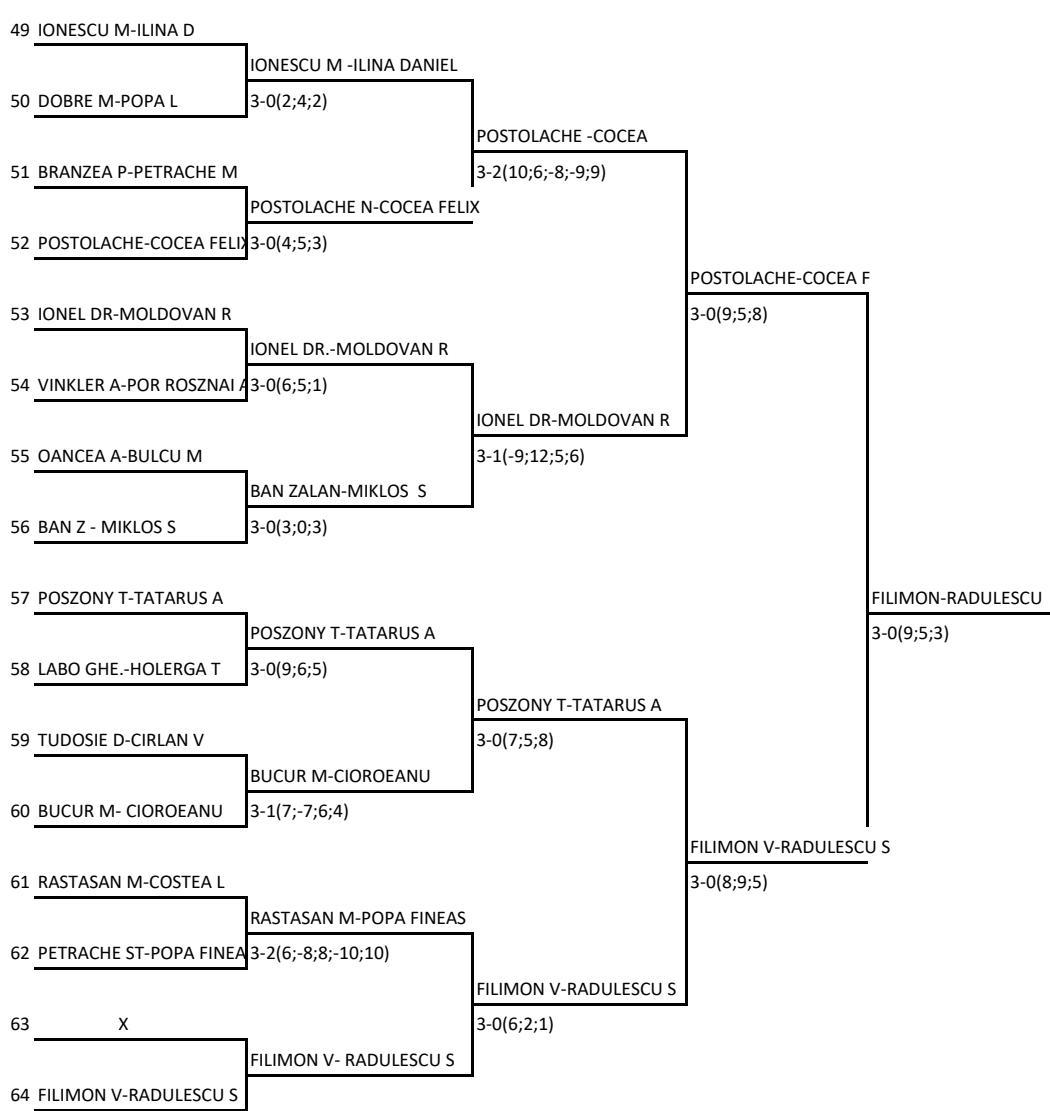 49 IONESCU M-ILINA D
IONESCU M -ILINA DANIEL
50 DOBRE M-POPA L
3-0(2;4;2)
POSTOLACHE -COCEA
51 BRANZEA P-PETRACHE M
3-2(10;6;-8;-9;9)
POSTOLACHE N-COCEA FELIX
52 POSTOLACHE-COCEA FELIX
3-0(4;5;3)
POSTOLACHE-COCEA F
53 IONEL DR-MOLDOVAN R
3-0(9;5;8)
IONEL DR.-MOLDOVAN R
54 VINKLER A-POR ROSZNAI A
3-0(6;5;1)
IONEL DR-MOLDOVAN R
55 OANCEA A-BULCU M
3-1(-9;12;5;6)
BAN ZALAN-MIKLOS S
56 BAN Z - MIKLOS S
3-0(3;0;3)
57 POSZONY T-TATARUS A
FILIMON-RADULESCU
POSZONY T-TATARUS A
3-0(9;5;3)
58 LABO GHE.-HOLERGA T
3-0(9;6;5)
POSZONY T-TATARUS A
59 TUDOSIE D-CIRLAN V
3-0(7;5;8)
BUCUR M-CIOROEANU
60 BUCUR M- CIOROEANU
3-1(7;-7;6;4)
FILIMON V-RADULESCU S
61 RASTASAN M-COSTEA L
3-0(8;9;5)
RASTASAN M-POPA FINEAS
62 PETRACHE ST-POPA FINEA
3-2(6;-8;8;-10;10)
FILIMON V-RADULESCU S
63 X
3-0(6;2;1)
FILIMON V- RADULESCU S
64 FILIMON V-RADULESCU S